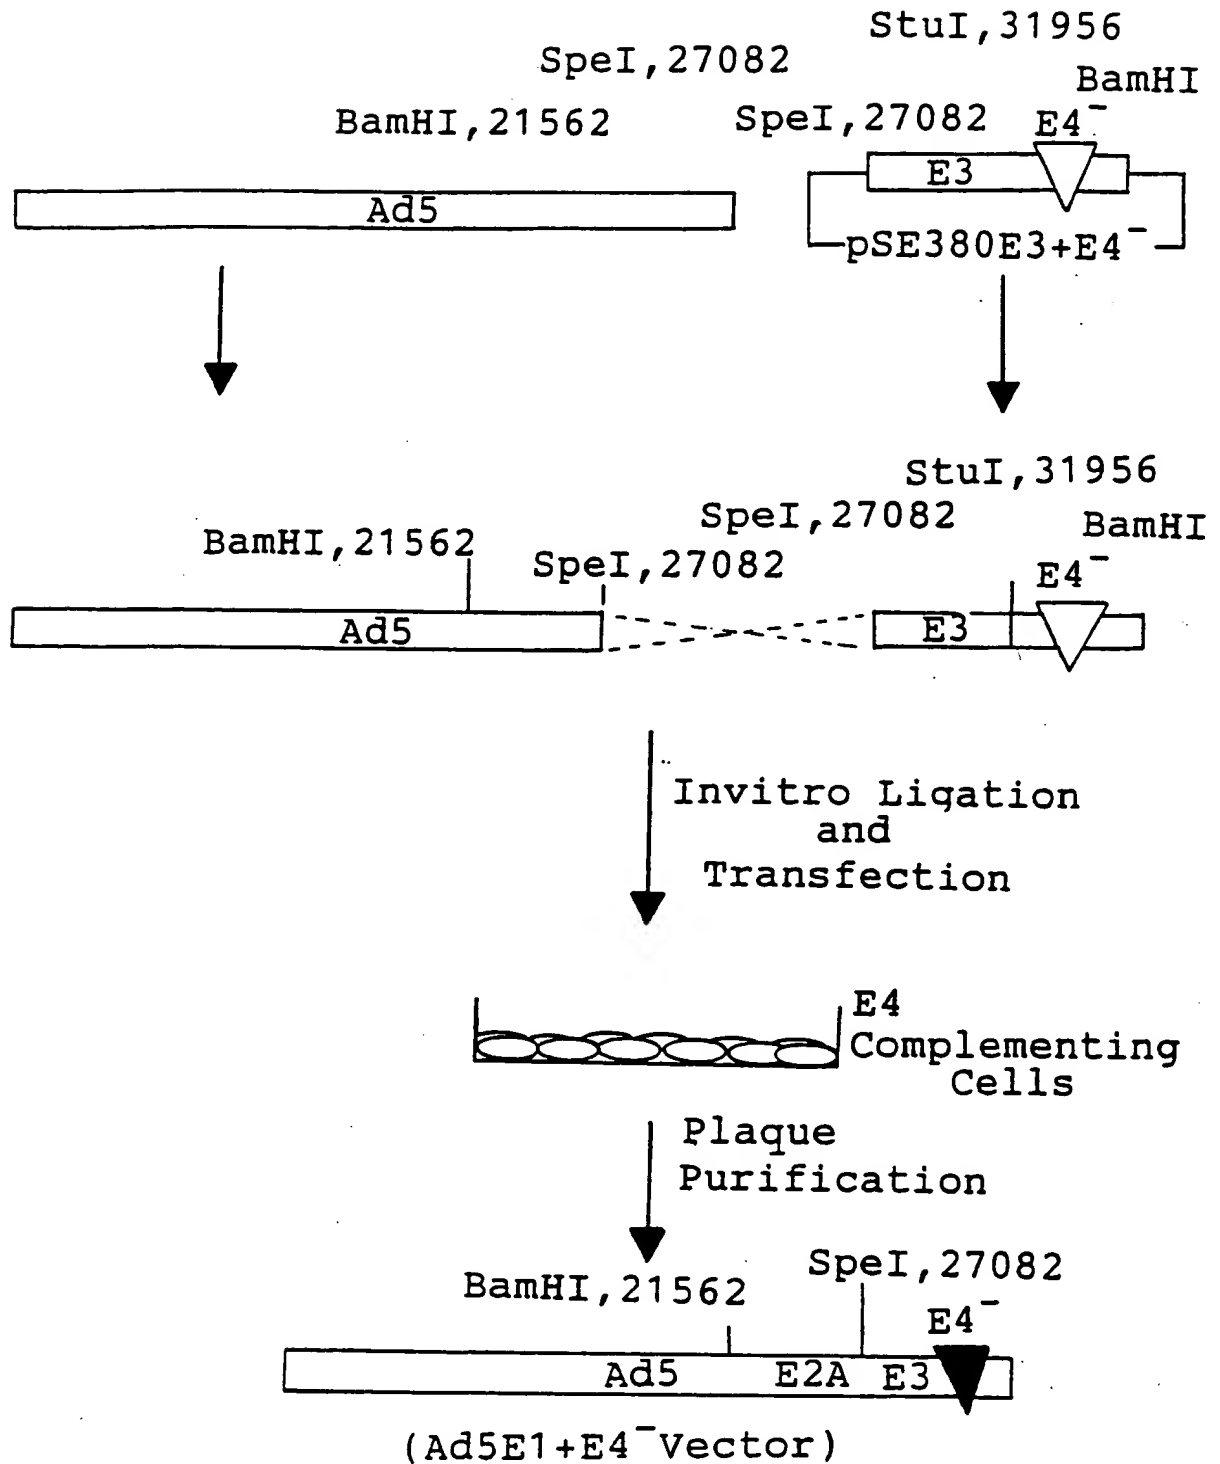 StuI,31956
SpeI,27082
BamHI
BamHI,21562
SpeI,27082
E4⁻
E3
Ad5
pSE380E3+E4⁻
StuI,31956
SpeI,27082
BamHI
BamHI,21562
SpeI,27082
E4⁻
Ad5
E3
Invitro Ligation
and
Transfection
E4
Complementing
Cells
Plaque
Purification
SpeI,27082
BamHI,21562
E4⁻
Ad5
E2A
E3
(Ad5E1+E4⁻Vector)